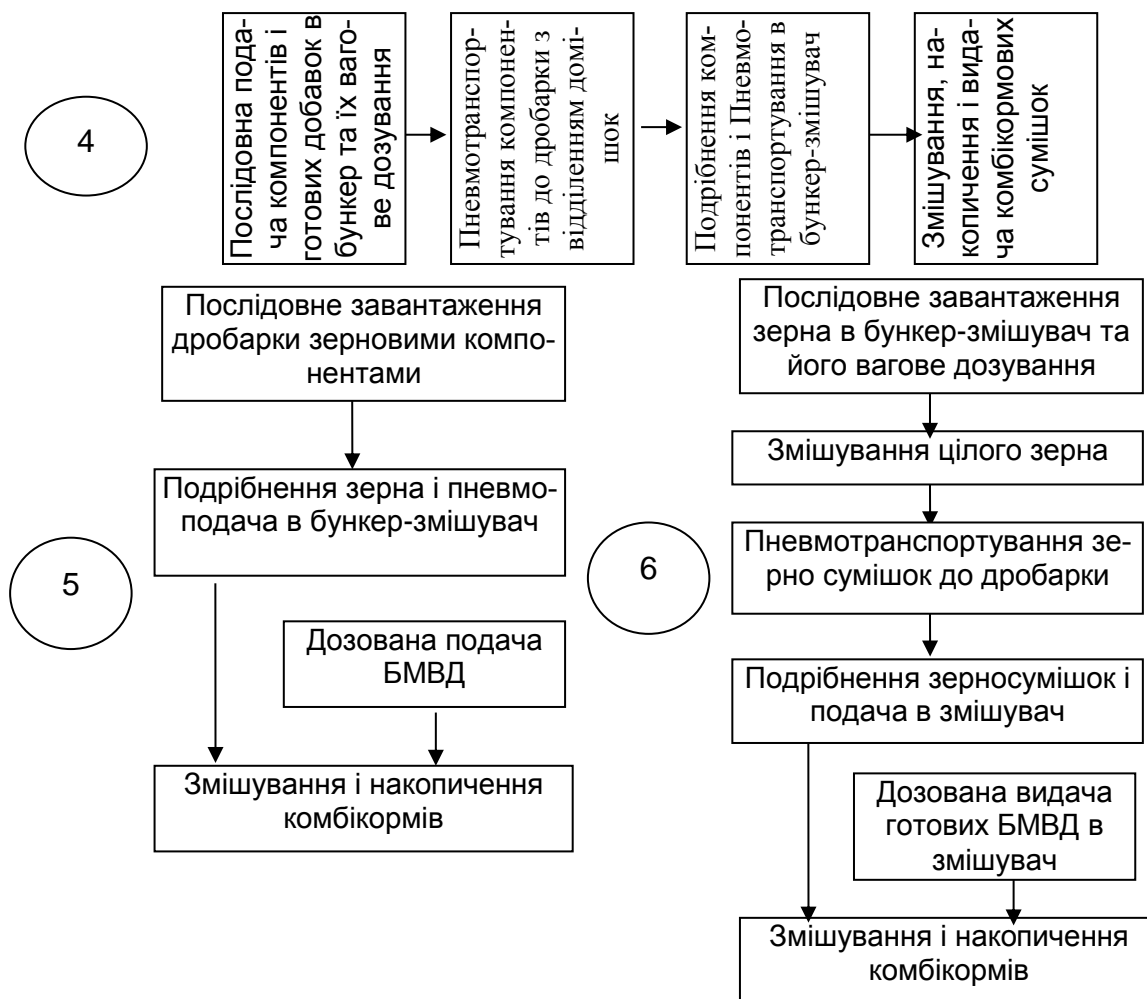 4
Послідовна пода-
ча компонентів і
готових добавок в
бункер та їх ваго-
ве дозування
Пневмотранспор-
тування компонен-
тів до дробарки з
відділенням домі-
шок
Подрібнення ком-
понентів і Пневмо-
транспортування в
бункер-змішувач
Змішування, на-
копичення і вида-
ча комбікормових
сумішок
5
Послідовне завантаження
дробарки зерновими компо-
нентами
Подрібнення зерна і пневмо-
подача в бункер-змішувач
Дозована подача
БМВД
Змішування і накопичення
комбікормів
6
Послідовне завантаження
зерна в бункер-змішувач та
його вагове дозування
Змішування цілого зерна
Пневмотранспортування зе-
рно сумішок до дробарки
Подрібнення зерносумішок і
подача в змішувач
Дозована видача
готових БМВД в
змішувач
Змішування і накопичення
комбікормів